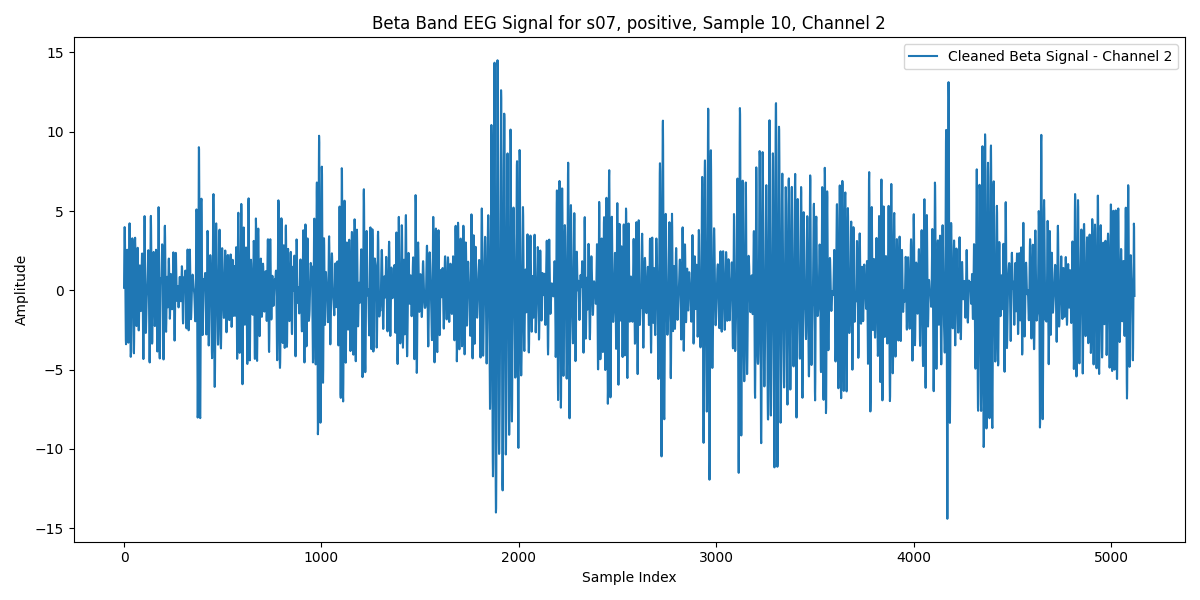 Beta Band EEG Signal for s07, positive, Sample 10, Channel 2
Cleaned Beta Signal - Channel 2
15
10
5
0
−5
−10
−15
Amplitude
0 1000 2000 3000 4000 5000
Sample Index